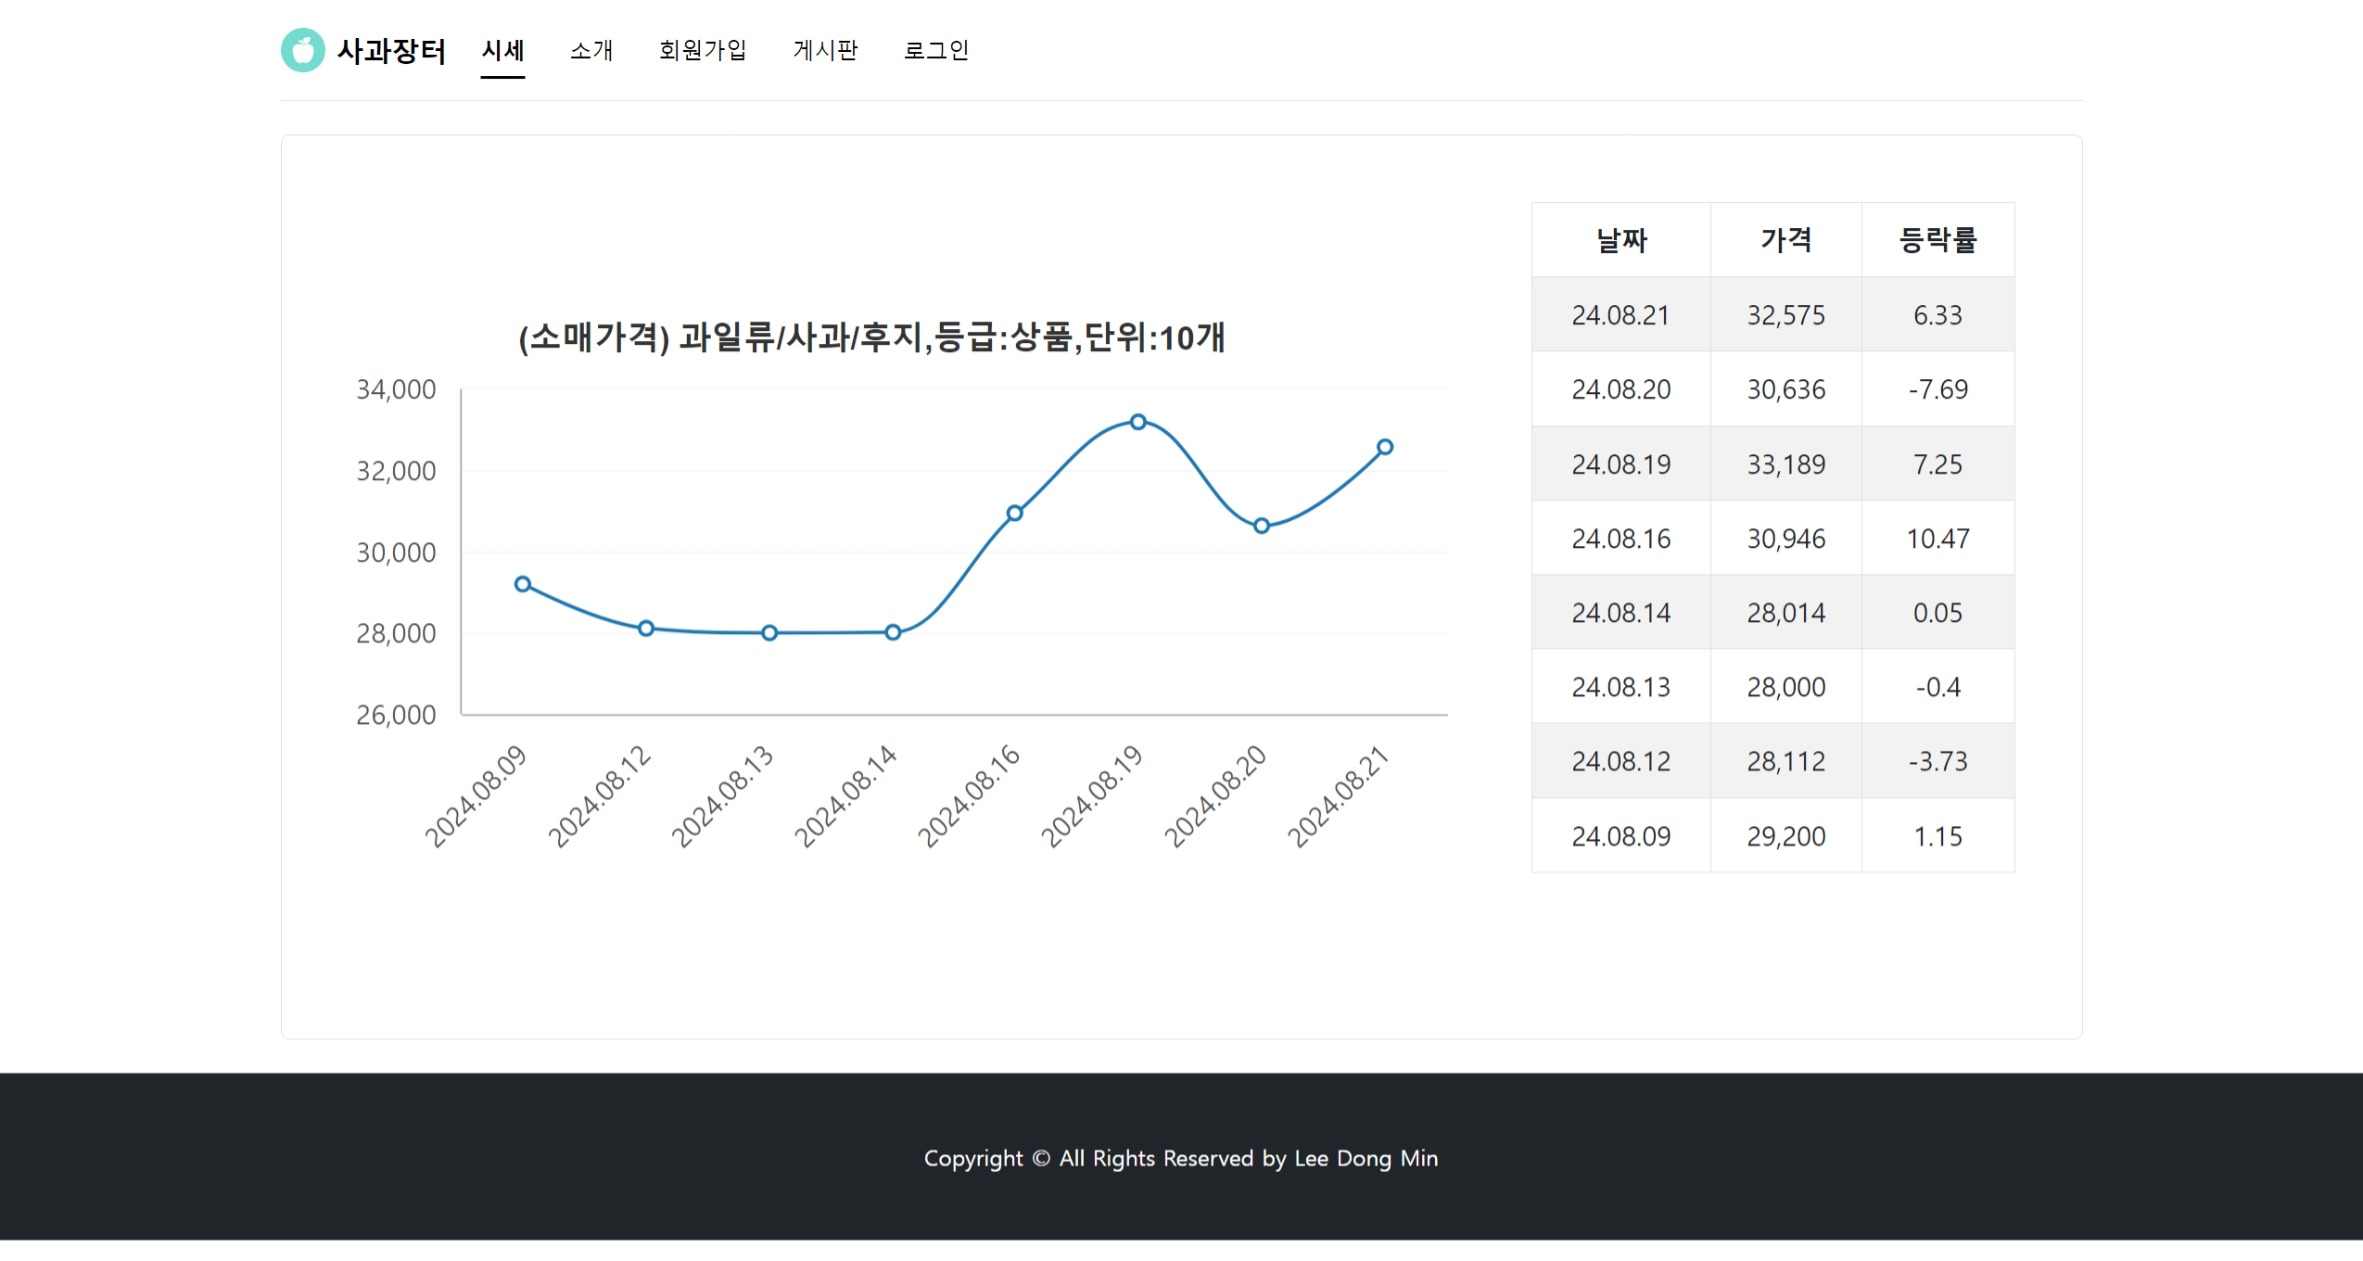 사과장터 시세 소개 회원가입 게시판 로그인
(소매가격) 과일류/사과/후지,등급:상품,단위:10개
34,000
32,000
30,000
28,000
26,000
2024.08.09 2024.08.12 2024.08.13 2024.08.14 2024.08.16 2024.08.19 2024.08.20 2024.08.21
날짜 가격 등락률
24.08.21 32,575 6.33
24.08.20 30,636 -7.69
24.08.19 33,189 7.25
24.08.16 30,946 10.47
24.08.14 28,014 0.05
24.08.13 28,000 -0.4
24.08.12 28,112 -3.73
24.08.09 29,200 1.15
Copyright © All Rights Reserved by Lee Dong Min